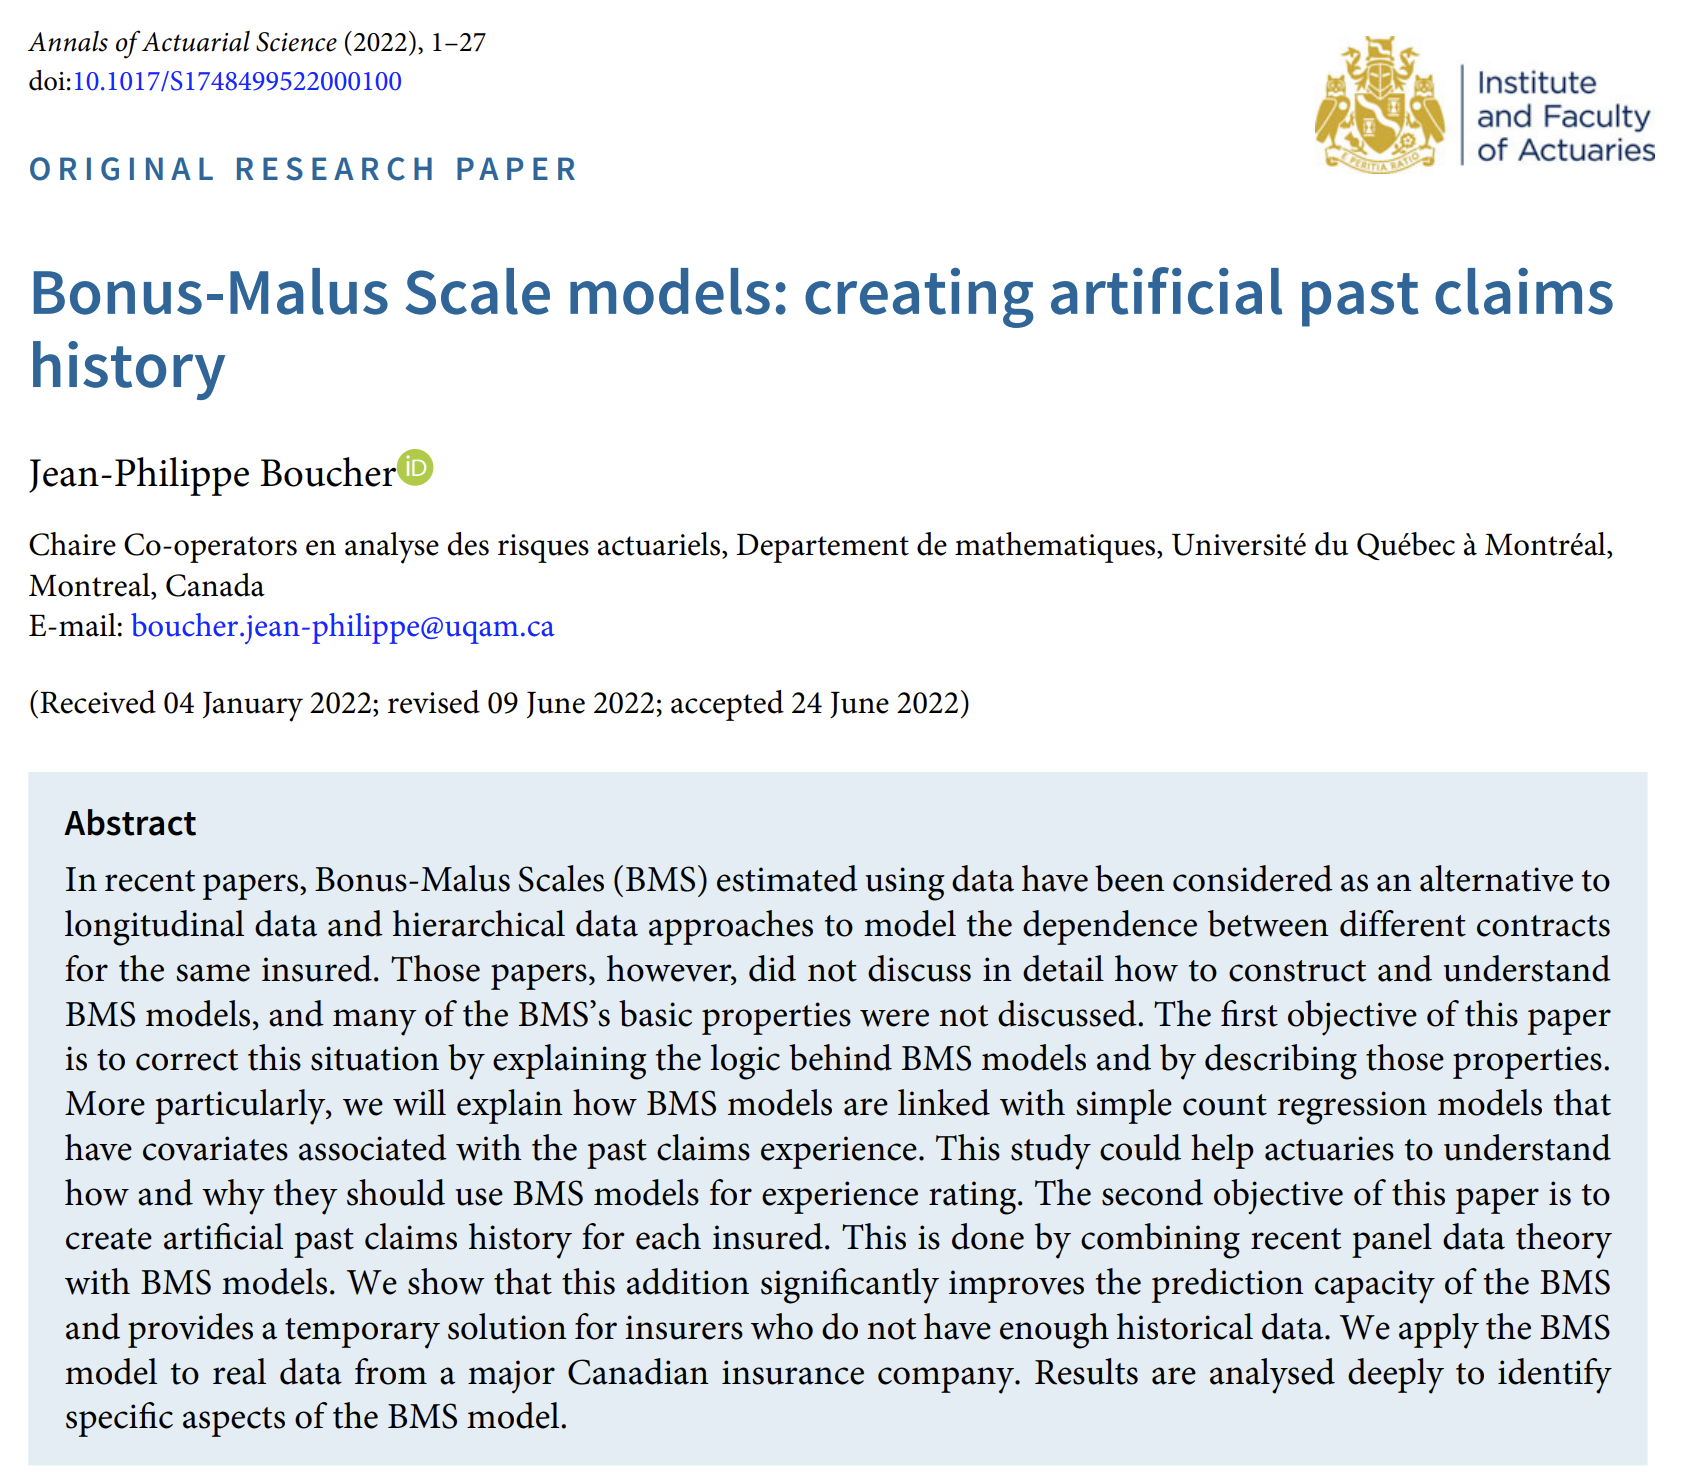 Annals of Actuarial Science (2022), 1–27
doi:10.1017/S1748499522000100
E PERITIA RATIO
Institute
and Faculty
of Actuaries
ORIGINAL RESEARCH PAPER
Bonus-Malus Scale models: creating artificial past claims
history
Jean-Philippe Boucher iD
Chaire Co-operators en analyse des risques actuariels, Departement de mathematiques, Université du Québec à Montréal,
Montreal, Canada
E-mail: boucher.jean-philippe@uqam.ca
(Received 04 January 2022; revised 09 June 2022; accepted 24 June 2022)
Abstract
In recent papers, Bonus-Malus Scales (BMS) estimated using data have been considered as an alternative to
longitudinal data and hierarchical data approaches to model the dependence between different contracts
for the same insured. Those papers, however, did not discuss in detail how to construct and understand
BMS models, and many of the BMS’s basic properties were not discussed. The first objective of this paper
is to correct this situation by explaining the logic behind BMS models and by describing those properties.
More particularly, we will explain how BMS models are linked with simple count regression models that
have covariates associated with the past claims experience. This study could help actuaries to understand
how and why they should use BMS models for experience rating. The second objective of this paper is to
create artificial past claims history for each insured. This is done by combining recent panel data theory
with BMS models. We show that this addition significantly improves the prediction capacity of the BMS
and provides a temporary solution for insurers who do not have enough historical data. We apply the BMS
model to real data from a major Canadian insurance company. Results are analysed deeply to identify
specific aspects of the BMS model.